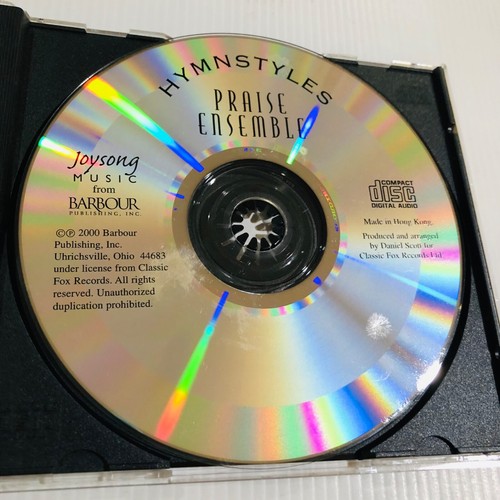 HYMNSTYLES
PRAISE
ENSEMBLE
Joysong
MUSIC
from
BARBOUR
PUBLISHING, INC.
©℗ 2000 Barbour
Publishing, Inc.
Uhrichsville, Ohio 44683
under license from Classic
Fox Records. All rights
reserved. Unauthorized
duplication prohibited.
COMPACT
disc
DIGITAL AUDIO
Made in Hong Kong.
Produced and arranged
by Daniel Scott for
Classic Fox Records Ltd